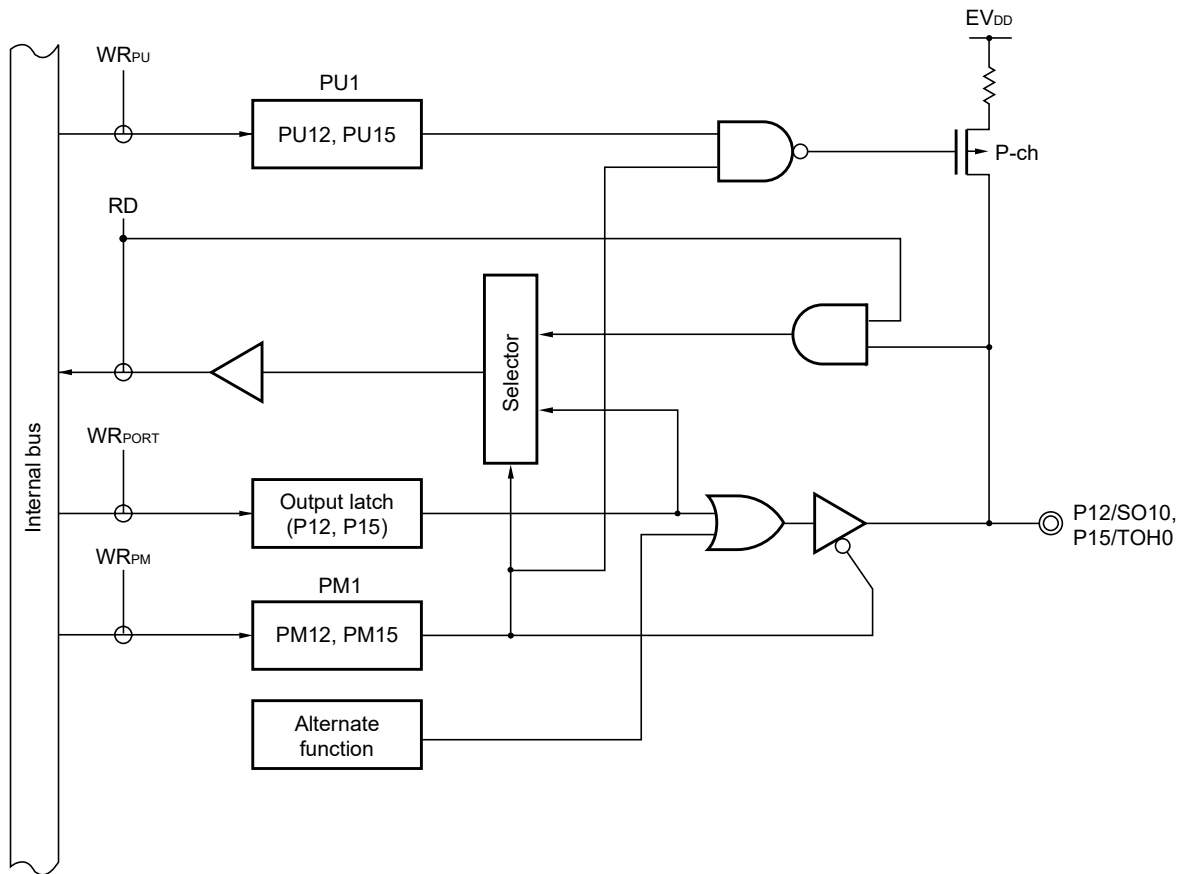 EVDD
WRPU
PU1
PU12, PU15
P-ch
RD
Selector
WRPORT
Internal bus
Output latch
(P12, P15)
P12/SO10,
P15/TOH0
WRPM
PM1
PM12, PM15
Alternate
function